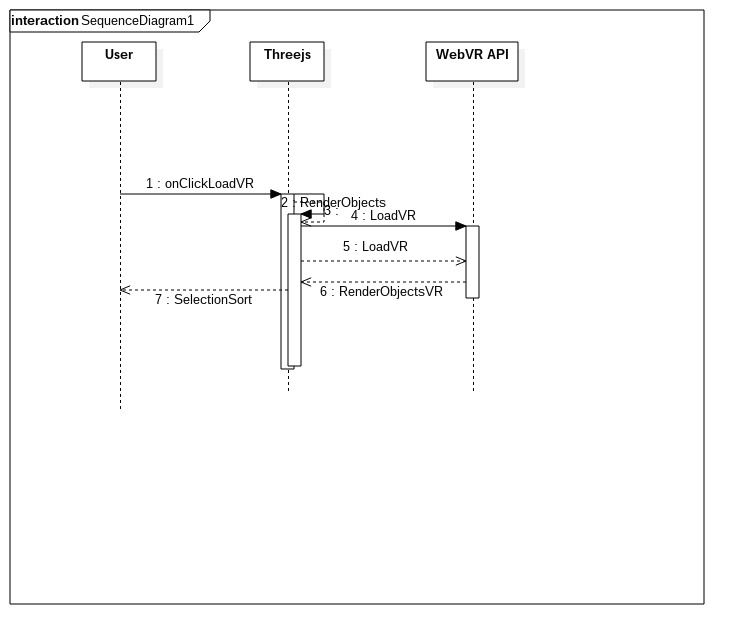 interaction SequenceDiagram1
User
Threejs
WebVR API
1 : onClickLoadVR
2 : RenderObjects
3 :
4 : LoadVR
5 : LoadVR
6 : RenderObjectsVR
7 : SelectionSort